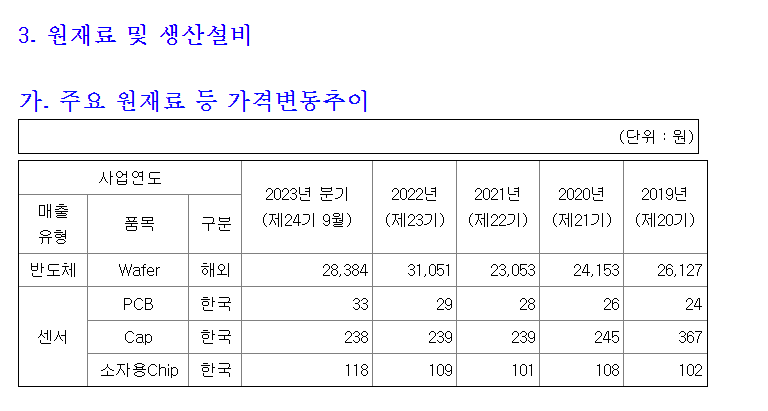 3. 원재료 및 생산설비
가. 주요 원재료 등 가격변동추이
(단위 : 원)
사업연도 2023년 분기 (제24기 9월) 2022년 (제23기) 2021년 (제22기) 2020년 (제21기) 2019년 (제20기)
매출 유형 품목 구분
반도체 Wafer 해외 28,384 31,051 23,053 24,153 26,127
센서 PCB 한국 33 29 28 26 24
Cap 한국 238 239 239 245 367
소자용Chip 한국 118 109 101 108 102